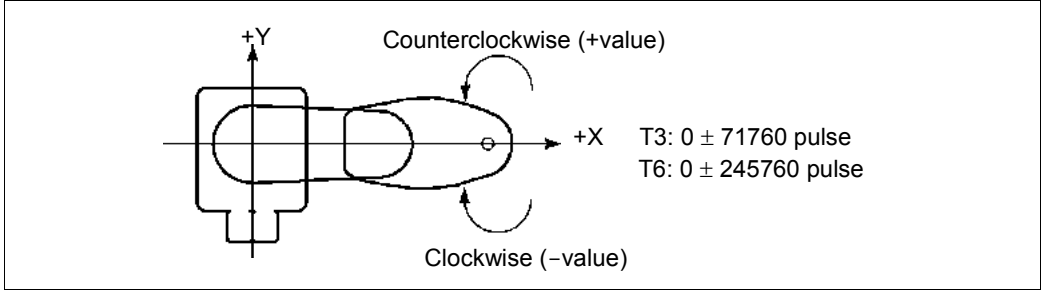 +Y
Counterclockwise (+value)
+X
T3: 0 ± 71760 pulse
T6: 0 ± 245760 pulse
Clockwise (−value)